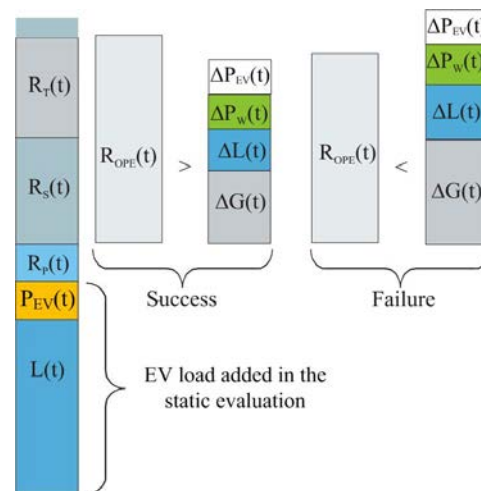 R_T(t)
R_S(t)
R_P(t)
P_EV(t)
L(t)
R_OPE(t)
>
ΔP_EV(t)
ΔP_W(t)
ΔL(t)
ΔG(t)
Success
R_OPE(t)
<
ΔP_EV(t)
ΔP_W(t)
ΔL(t)
ΔG(t)
Failure
EV load added in the
static evaluation